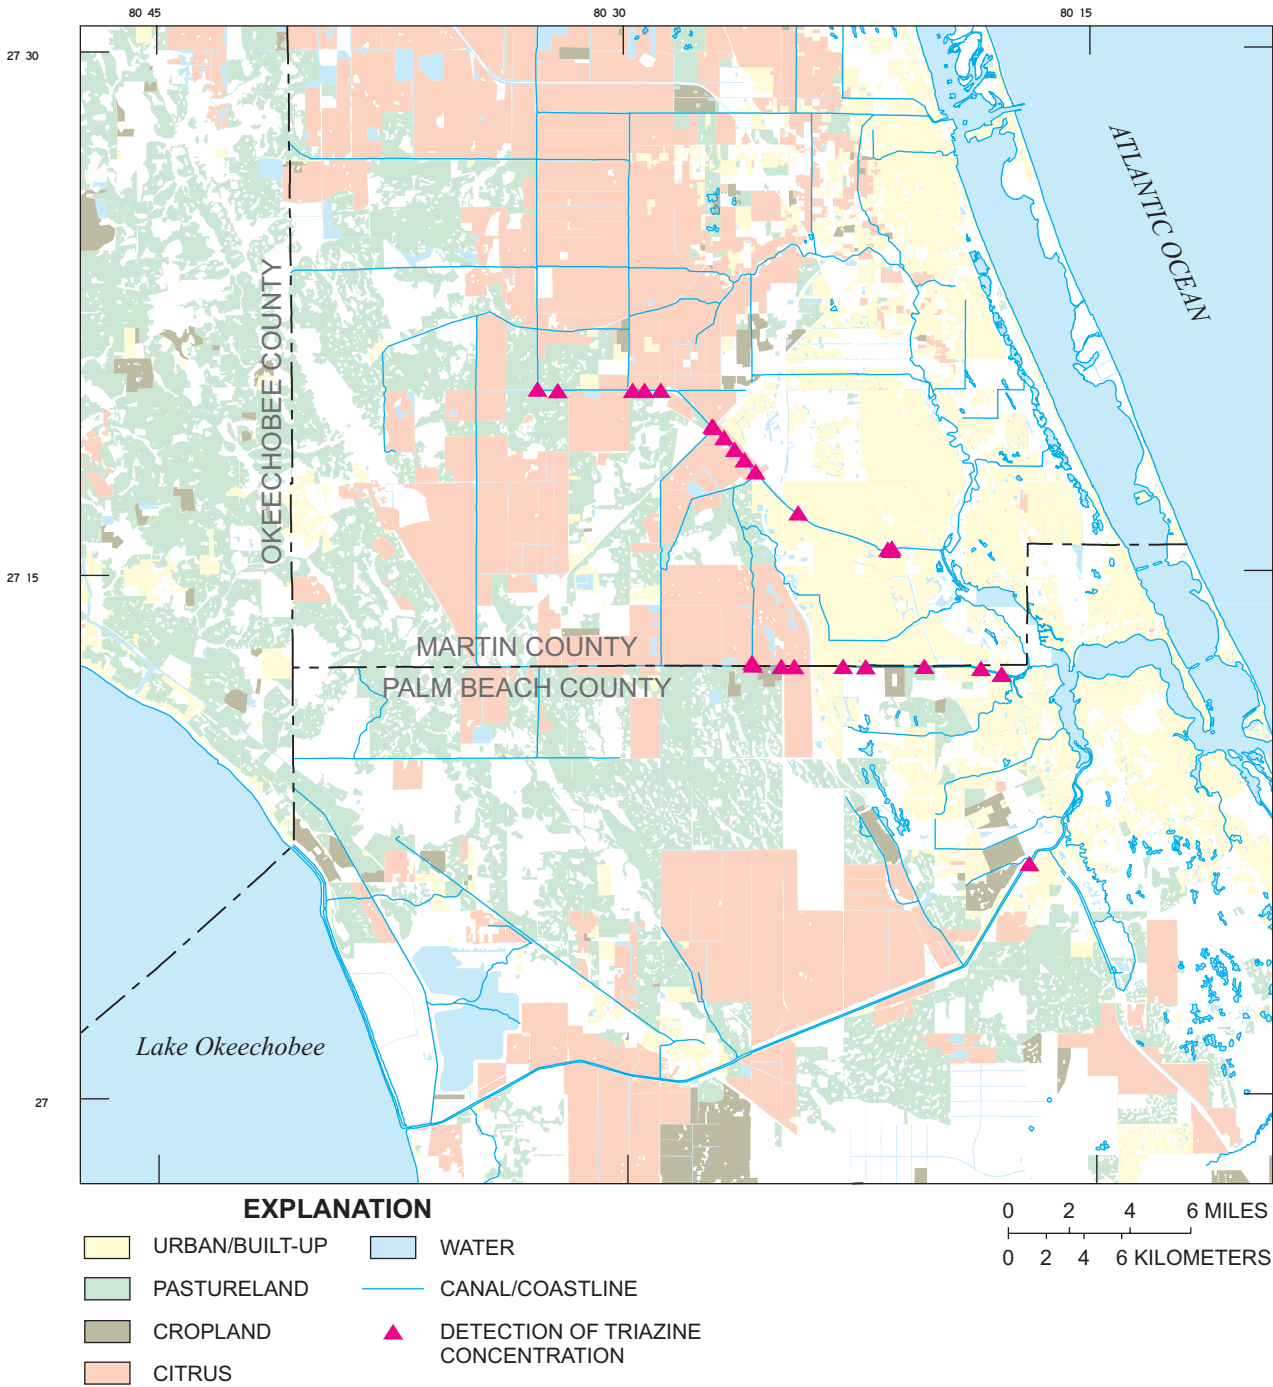 80 45
80 30
80 15
27 30
ATLANTIC OCEAN
OKEECHOBEE COUNTY
27 15
MARTIN COUNTY
PALM BEACH COUNTY
Lake Okeechobee
27
EXPLANATION
URBAN/BUILT-UP
PASTURELAND
CROPLAND
CITRUS
WATER
CANAL/COASTLINE
DETECTION OF TRIAZINE
CONCENTRATION
0 2 4 6 MILES
0 2 4 6 KILOMETERS